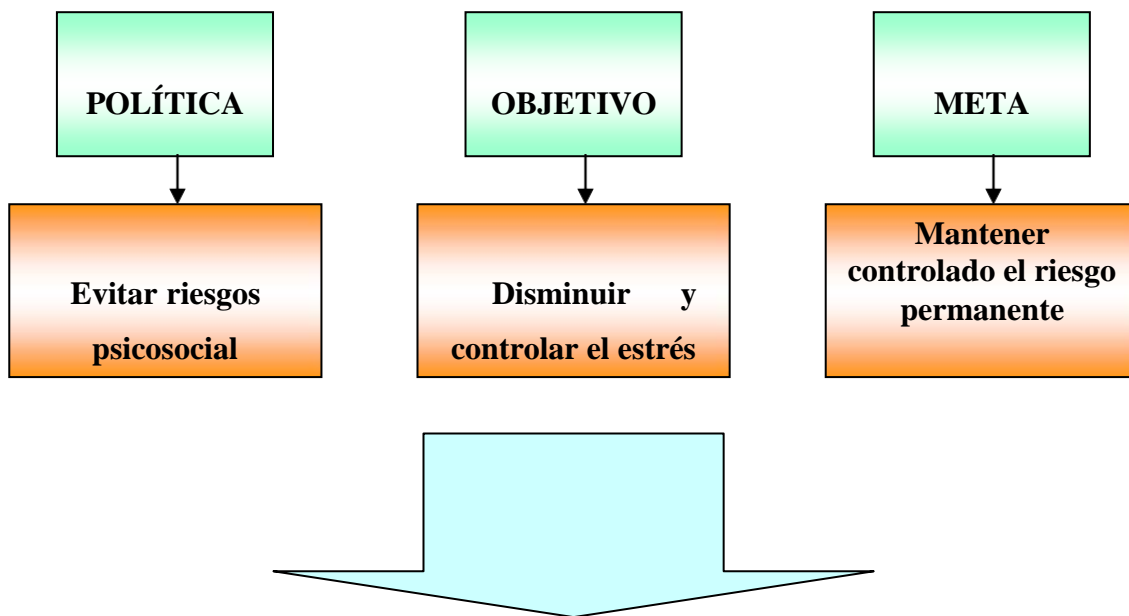 POLÍTICA
OBJETIVO
META
Evitar riesgos
psicosocial
Disminuir y
controlar el estrés
Mantener
controlado el riesgo
permanente